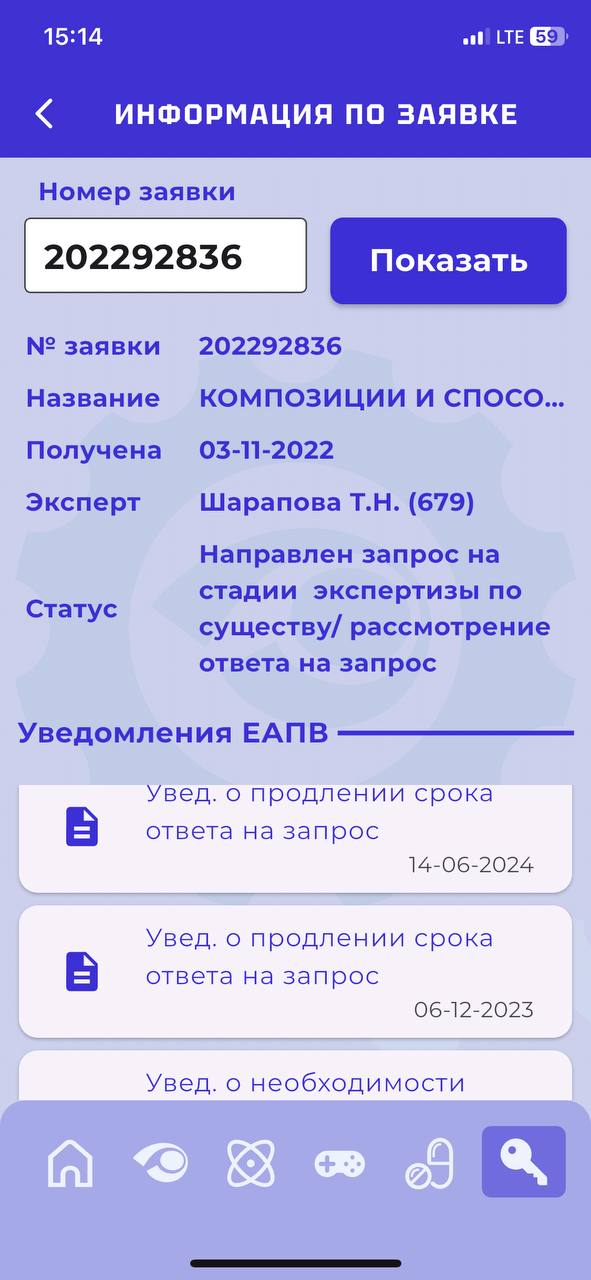 15:14
LTE 59
ИНФОРМАЦИЯ ПО ЗАЯВКЕ
Номер заявки
202292836
Показать
№ заявки 202292836
Название КОМПОЗИЦИИ И СПОСО...
Получена 03-11-2022
Эксперт Шарапова Т.Н. (679)
Статус
Направлен запрос на
стадии экспертизы по
существу/ рассмотрение
ответа на запрос
Уведомления ЕАПВ
Увед. о продлении срока
ответа на запрос
14-06-2024
Увед. о продлении срока
ответа на запрос
06-12-2023
Увед. о необходимости